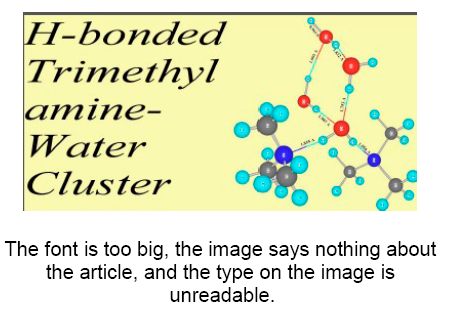 H-bonded
Trimethyl
amine-
Water
Cluster
The font is too big, the image says nothing about
the article, and the type on the image is
unreadable.